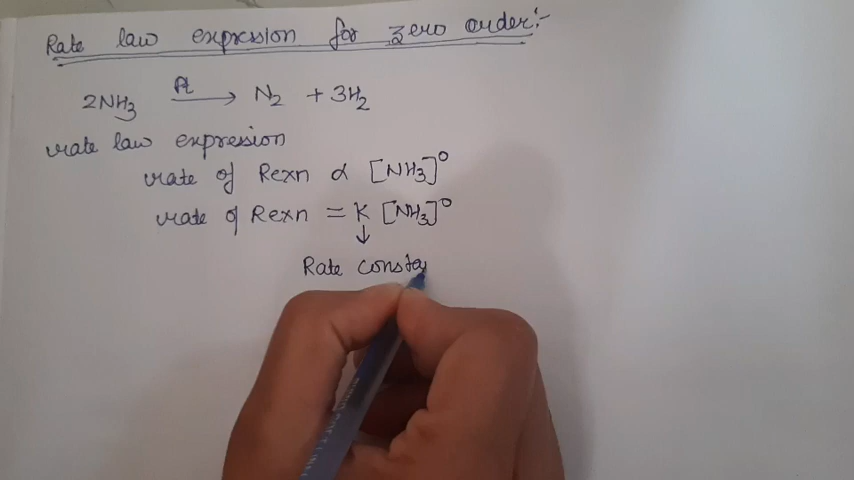 Rate law expression for zero order:-
2NH3 Pt → N2 + 3H2
rate law expression
rate of Rexn ∝ [NH3]⁰
rate of Rexn = K [NH3]⁰
↓
Rate consta